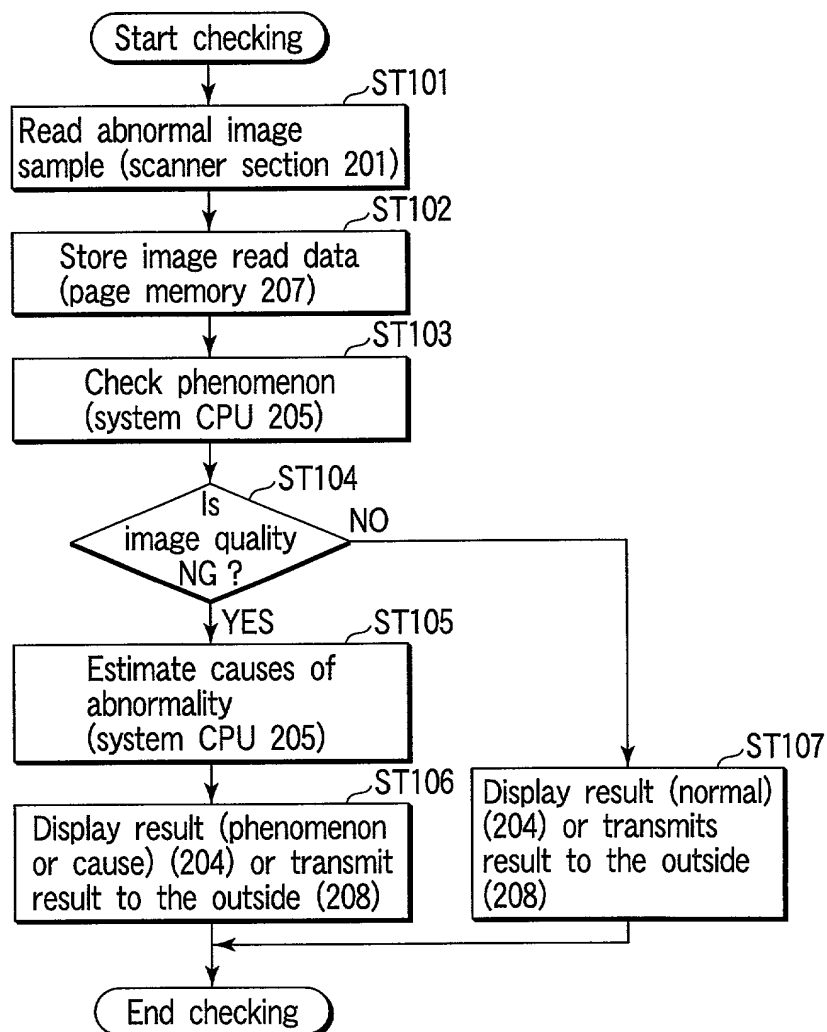 Start checking
ST101
Read abnormal image
sample (scanner section 201)
ST102
Store image read data
(page memory 207)
ST103
Check phenomenon
(system CPU 205)
ST104
Is
image quality
NG ?
NO
YES
ST105
Estimate causes of
abnormality
(system CPU 205)
ST106
Display result (phenomenon
or cause) (204) or transmit
result to the outside (208)
ST107
Display result (normal)
(204) or transmits
result to the outside
(208)
End checking